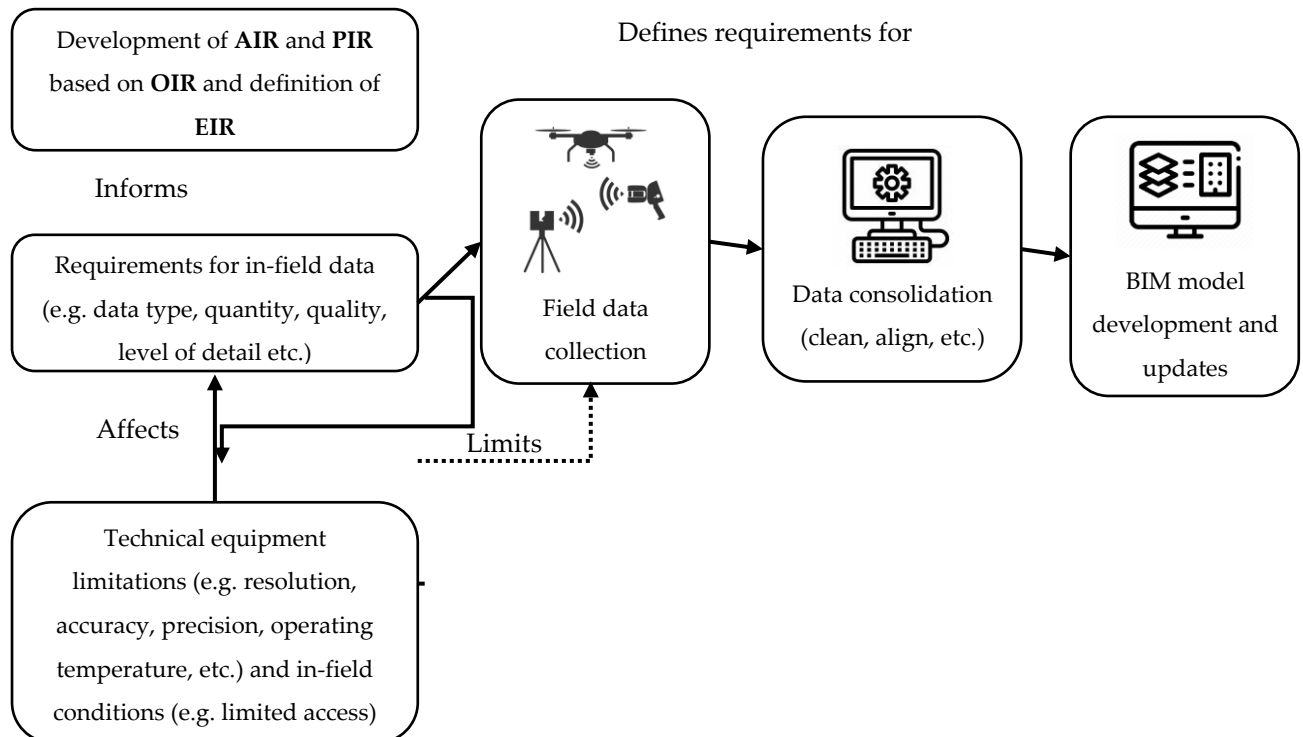 Development of AIR and PIR
based on OIR and definition of
EIR
Defines requirements for
Informs
Requirements for in-field data
(e.g. data type, quantity, quality,
level of detail etc.)
Field data
collection
Data consolidation
(clean, align, etc.)
BIM model
development and
updates
Affects
Limits
Technical equipment
limitations (e.g. resolution,
accuracy, precision, operating
temperature, etc.) and in-field
conditions (e.g. limited access)